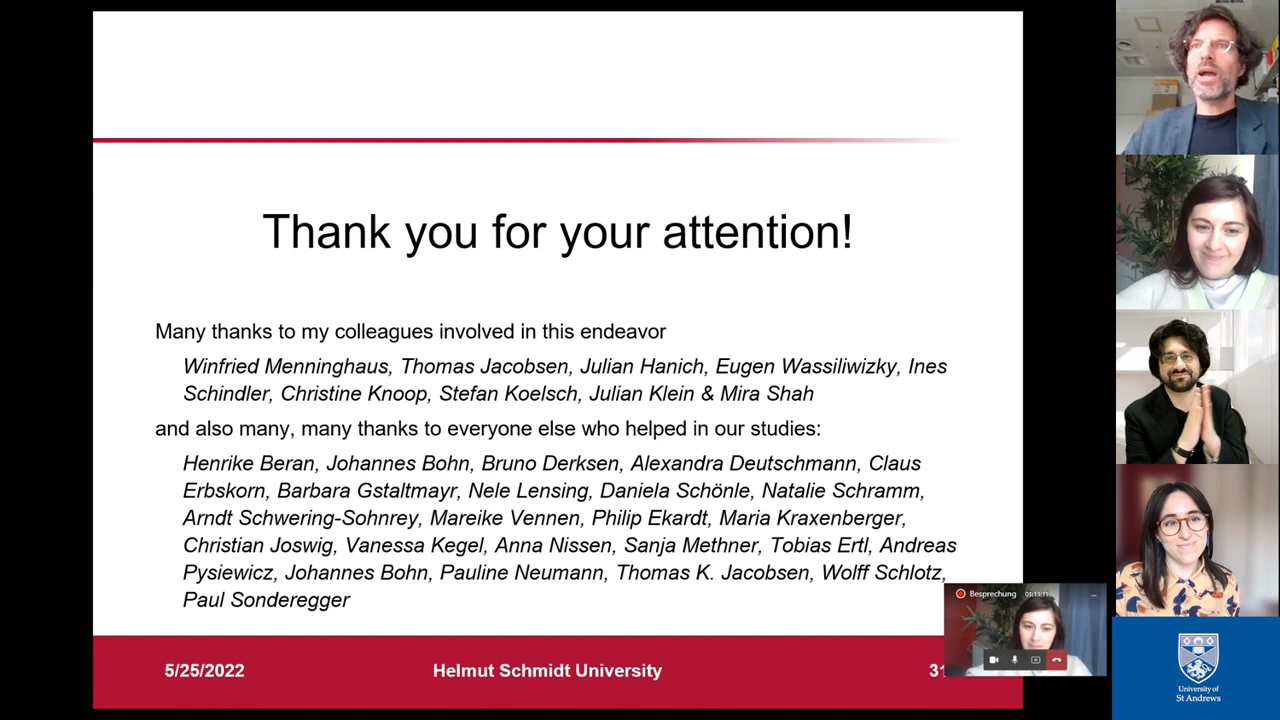 Thank you for your attention!
Many thanks to my colleagues involved in this endeavor
Winfried Menninghaus, Thomas Jacobsen, Julian Hanich, Eugen Wassiliwizky, Ines
Schindler, Christine Knoop, Stefan Koelsch, Julian Klein & Mira Shah
and also many, many thanks to everyone else who helped in our studies:
Henrike Beran, Johannes Bohn, Bruno Derksen, Alexandra Deutschmann, Claus
Erbskorn, Barbara Gstaltmayr, Nele Lensing, Daniela Schönle, Natalie Schramm,
Arndt Schwering-Sohnrey, Mareike Vennen, Philip Ekardt, Maria Kraxenberger,
Christian Joswig, Vanessa Kegel, Anna Nissen, Sanja Methner, Tobias Ertl, Andreas
Pysiewicz, Johannes Bohn, Pauline Neumann, Thomas K. Jacobsen, Wolff Schlotz,
Paul Sonderegger
Besprechung 01:11:11
5/25/2022 Helmut Schmidt University 31
University of
St Andrews